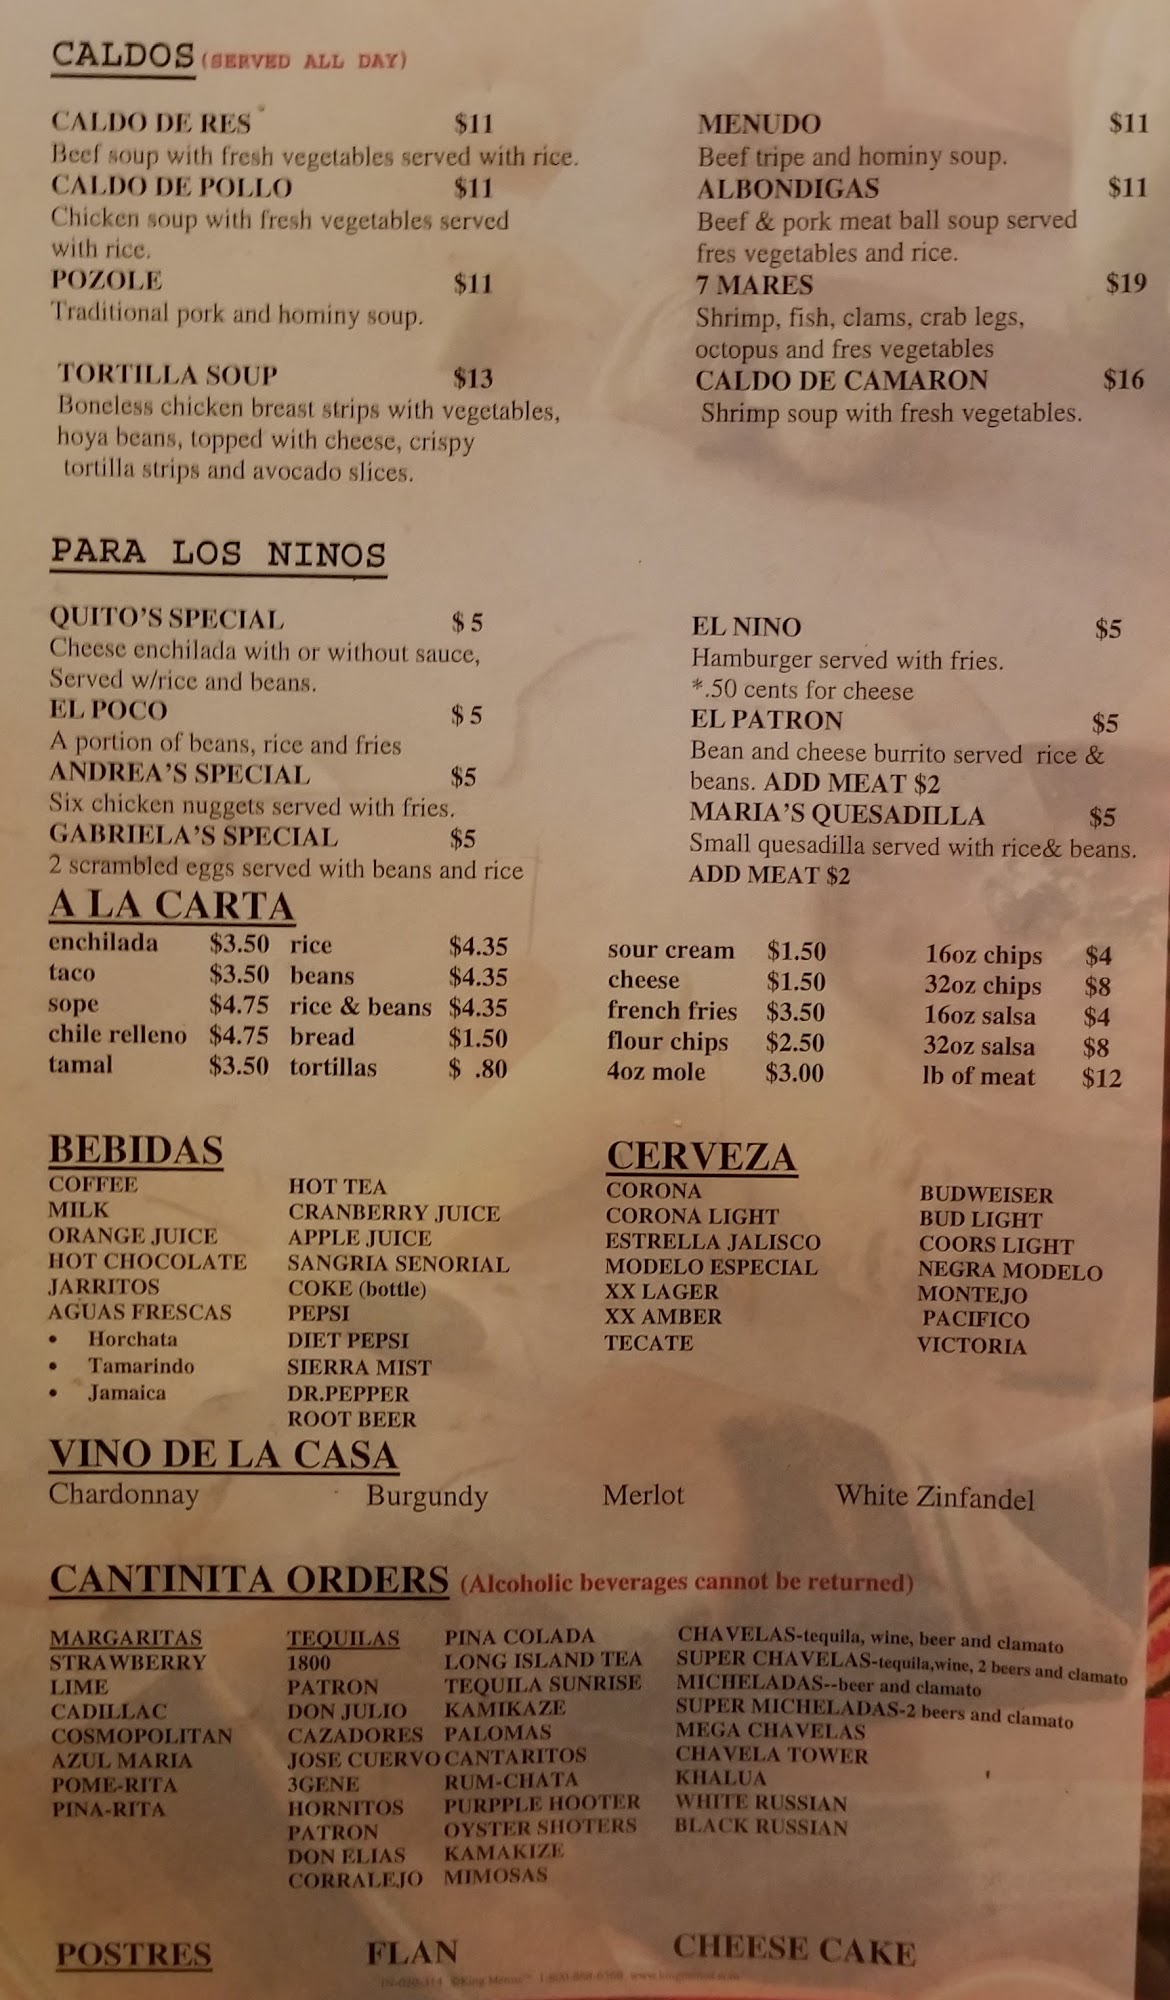 CALDOS (SERVED ALL DAY)
CALDO DE RES $11
Beef soup with fresh vegetables served with rice.
CALDO DE POLLO $11
Chicken soup with fresh vegetables served
with rice.
POZOLE $11
Traditional pork and hominy soup.
TORTILLA SOUP $13
Boneless chicken breast strips with vegetables,
hoya beans, topped with cheese, crispy
tortilla strips and avocado slices.
MENUDO $11
Beef tripe and hominy soup.
ALBONDIGAS $11
Beef & pork meat ball soup served
fres vegetables and rice.
7 MARES $19
Shrimp, fish, clams, crab legs,
octopus and fres vegetables
CALDO DE CAMARON $16
Shrimp soup with fresh vegetables.
PARA LOS NINOS
QUITO'S SPECIAL $ 5
Cheese enchilada with or without sauce,
Served w/rice and beans.
EL POCO $ 5
A portion of beans, rice and fries
ANDREA'S SPECIAL $5
Six chicken nuggets served with fries.
GABRIELA'S SPECIAL $5
2 scrambled eggs served with beans and rice
EL NINO $5
Hamburger served with fries.
*.50 cents for cheese
EL PATRON $5
Bean and cheese burrito served rice &
beans. ADD MEAT $2
MARIA'S QUESADILLA $5
Small quesadilla served with rice& beans.
ADD MEAT $2
A LA CARTA
enchilada $3.50 rice $4.35 sour cream $1.50 16oz chips $4
taco $3.50 beans $4.35 cheese $1.50 32oz chips $8
sope $4.75 rice & beans $4.35 french fries $3.50 16oz salsa $4
chile relleno $4.75 bread $1.50 flour chips $2.50 32oz salsa $8
tamal $3.50 tortillas $ .80 4oz mole $3.00 lb of meat $12
BEBIDAS
COFFEE
MILK
ORANGE JUICE
HOT CHOCOLATE
JARRITOS
AGUAS FRESCAS
• Horchata
• Tamarindo
• Jamaica
HOT TEA
CRANBERRY JUICE
APPLE JUICE
SANGRIA SENORIAL
COKE (bottle)
PEPSI
DIET PEPSI
SIERRA MIST
DR.PEPPER
ROOT BEER
CERVEZA
CORONA
CORONA LIGHT
ESTRELLA JALISCO
MODELO ESPECIAL
XX LAGER
XX AMBER
TECATE
BUDWEISER
BUD LIGHT
COORS LIGHT
NEGRA MODELO
MONTEJO
PACIFICO
VICTORIA
VINO DE LA CASA
Chardonnay Burgundy Merlot White Zinfandel
CANTINITA ORDERS (Alcoholic beverages cannot be returned)
MARGARITAS
STRAWBERRY
LIME
CADILLAC
COSMOPOLITAN
AZUL MARIA
POME-RITA
PINA-RITA
TEQUILAS
1800
PATRON
DON JULIO
CAZADORES
JOSE CUERVO
3GENE
HORNITOS
PATRON
DON ELIAS
CORRALEJO
PINA COLADA
LONG ISLAND TEA
TEQUILA SUNRISE
KAMIKAZE
PALOMAS
CANTARITOS
RUM-CHATA
PURPPLE HOOTER
OYSTER SHOTERS
KAMAKIZE
MIMOSAS
CHAVELAS-tequila, wine, beer and clamato
SUPER CHAVELAS-tequila,wine, 2 beers and clamato
MICHELADAS--beer and clamato
SUPER MICHELADAS-2 beers and clamato
MEGA CHAVELAS
CHAVELA TOWER
KHALUA
WHITE RUSSIAN
BLACK RUSSIAN
POSTRES FLAN CHEESE CAKE
©King Menus